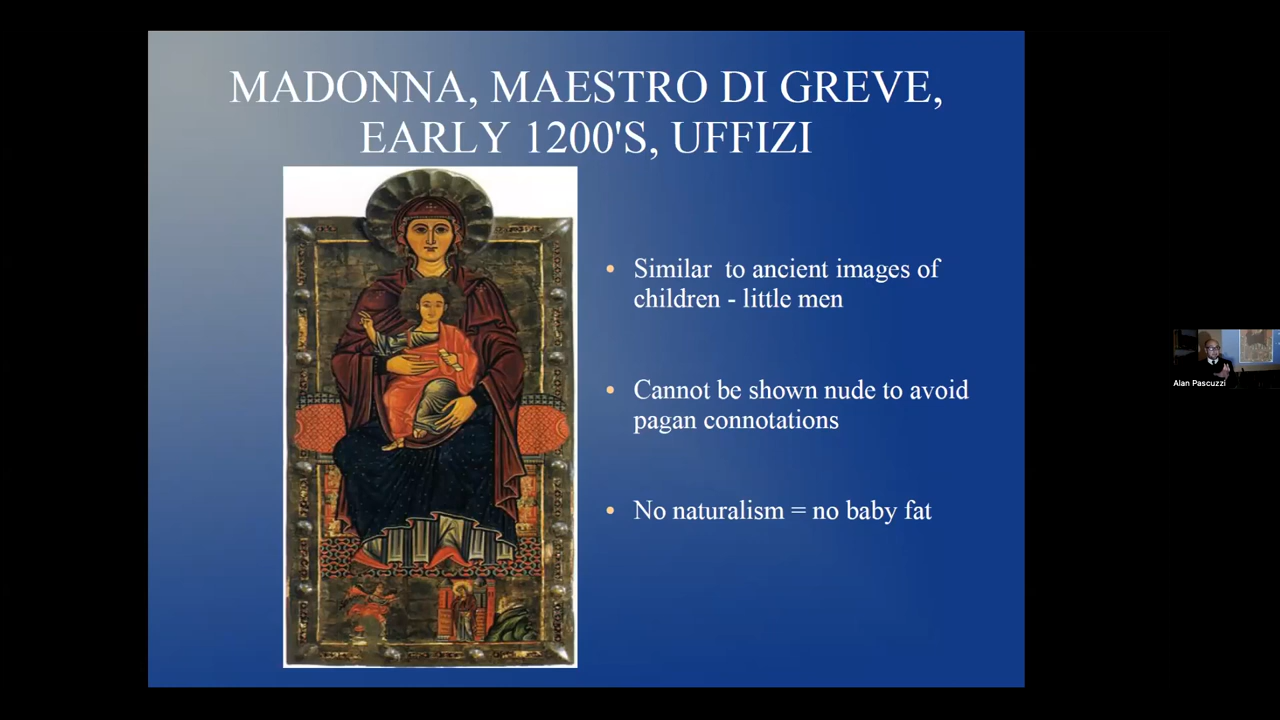 MADONNA, MAESTRO DI GREVE,
EARLY 1200'S, UFFIZI
• Similar  to ancient images of
children - little men
• Cannot be shown nude to avoid
pagan connotations
• No naturalism = no baby fat
Alan Pascuzzi